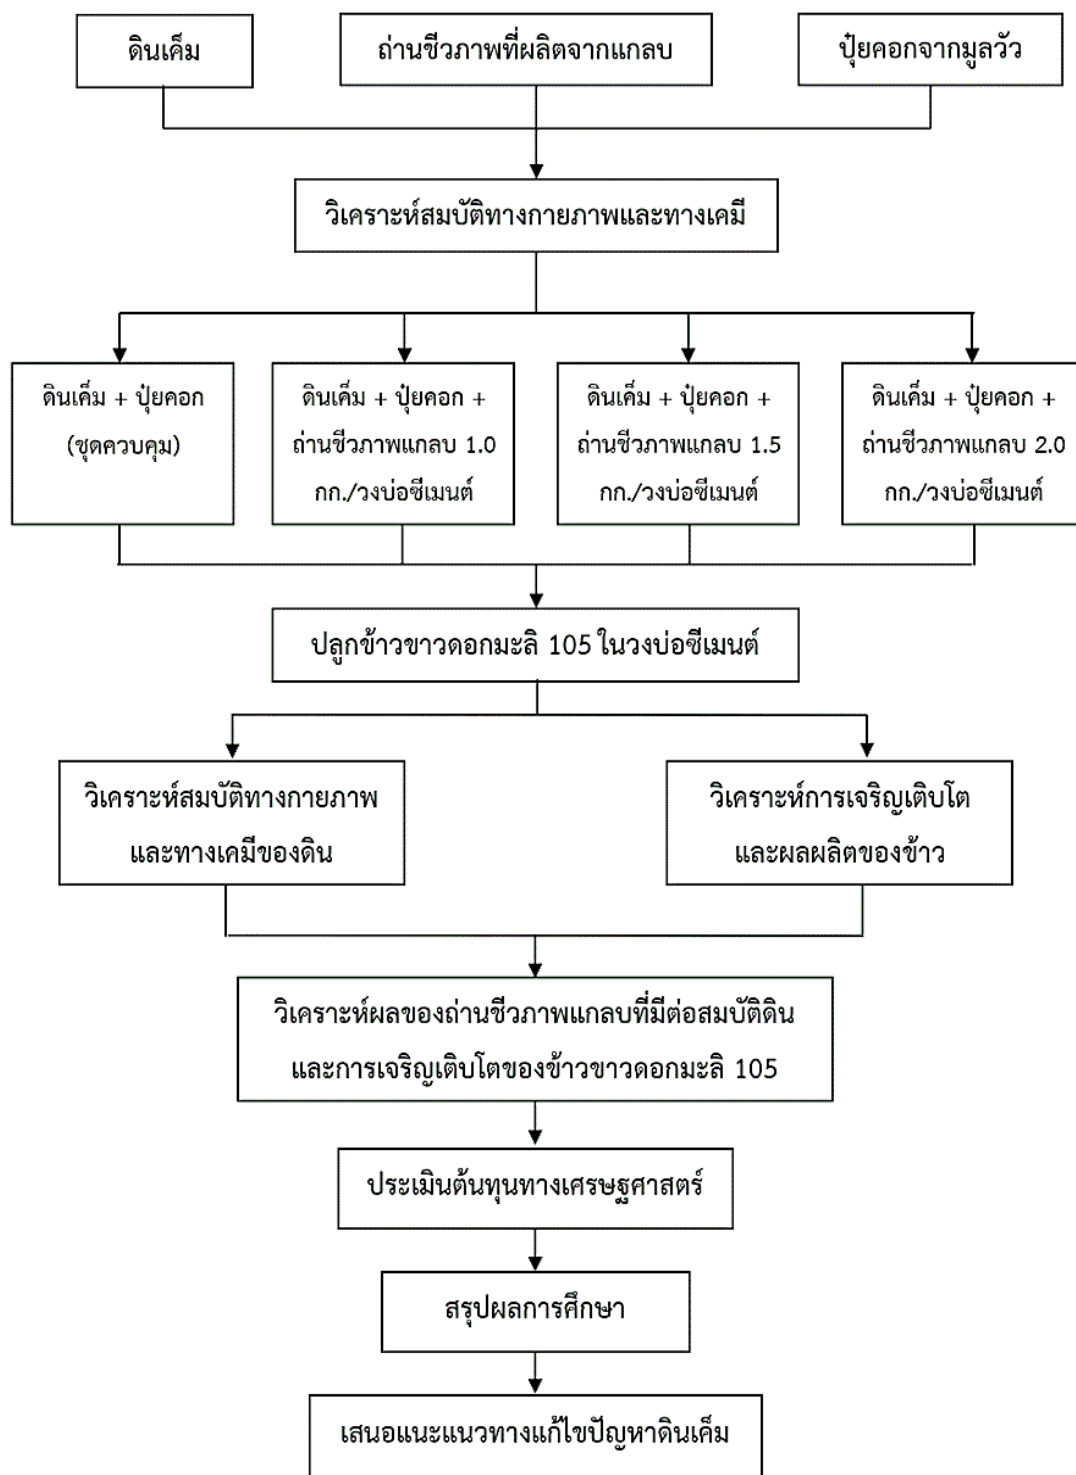 ดินเค็ม
ถ่านชีวภาพที่ผลิตจากแกลบ
ปุ๋ยคอกจากมูลวัว
วิเคราะห์สมบัติทางกายภาพและทางเคมี
ดินเค็ม + ปุ๋ยคอก
(ชุดควบคุม)
ดินเค็ม + ปุ๋ยคอก +
ถ่านชีวภาพแกลบ 1.0
กก./วงบ่อซีเมนต์
ดินเค็ม + ปุ๋ยคอก +
ถ่านชีวภาพแกลบ 1.5
กก./วงบ่อซีเมนต์
ดินเค็ม + ปุ๋ยคอก +
ถ่านชีวภาพแกลบ 2.0
กก./วงบ่อซีเมนต์
ปลูกข้าวขาวดอกมะลิ 105 ในวงบ่อซีเมนต์
วิเคราะห์สมบัติทางกายภาพ
และทางเคมีของดิน
วิเคราะห์การเจริญเติบโต
และผลผลิตของข้าว
วิเคราะห์ผลของถ่านชีวภาพแกลบที่มีต่อสมบัติดิน
และการเจริญเติบโตของข้าวขาวดอกมะลิ 105
ประเมินต้นทุนทางเศรษฐศาสตร์
สรุปผลการศึกษา
เสนอแนะแนวทางแก้ไขปัญหาดินเค็ม